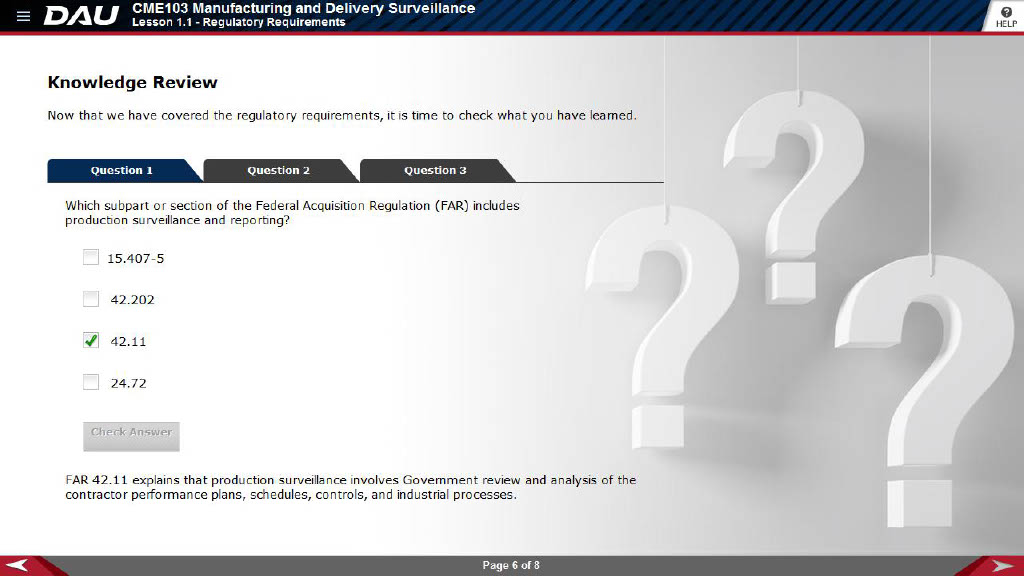 DAU
CME103 Manufacturing and Delivery Surveillance
Lesson 1.1 - Regulatory Requirements
HELP
Knowledge Review
Now that we have covered the regulatory requirements, it is time to check what you have learned.
Question 1
Question 2
Question 3
Which subpart or section of the Federal Acquisition Regulation (FAR) includes
production surveillance and reporting?
15.407-5
42.202
42.11
24.72
Check Answer
FAR 42.11 explains that production surveillance involves Government review and analysis of the
contractor performance plans, schedules, controls, and industrial processes.
Page 6 of 8